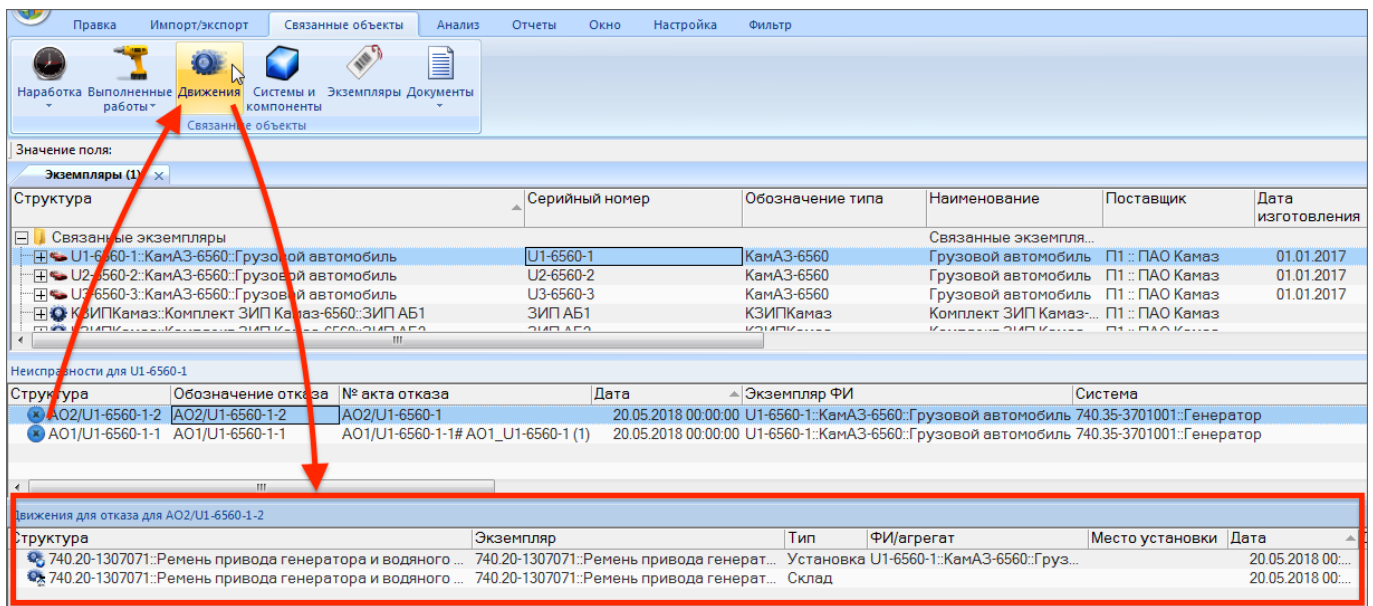 Правка Импорт/экспорт Связанные объекты Анализ Отчеты Окно Настройка Фильтр
Наработка Выполненные работы Движения Системы и компоненты Экземпляры Документы
Связанные объекты
Значение поля:
Экземпляры (1)
Структура Серийный номер Обозначение типа Наименование Поставщик Дата изготовления
Связанные экземпляры Связанные экземпля...
U1-6560-1::КамАЗ-6560::Грузовой автомобиль U1-6560-1 КамАЗ-6560 Грузовой автомобиль П1 :: ПАО Камаз 01.01.2017
U2-6560-2::КамАЗ-6560::Грузовой автомобиль U2-6560-2 КамАЗ-6560 Грузовой автомобиль П1 :: ПАО Камаз 01.01.2017
U3-6560-3::КамАЗ-6560::Грузовой автомобиль U3-6560-3 КамАЗ-6560 Грузовой автомобиль П1 :: ПАО Камаз 01.01.2017
КЗИПКамаз::Комплект ЗИП Камаз-6560::ЗИП АБ1 ЗИП АБ1 КЗИПКамаз Комплект ЗИП Камаз-... П1 :: ПАО Камаз
Неисправности для U1-6560-1
Структура Обозначение отказа № акта отказа Дата Экземпляр ФИ Система
АО2/U1-6560-1-2 АО2/U1-6560-1-2 АО2/U1-6560-1 20.05.2018 00:00:00 U1-6560-1::КамАЗ-6560::Грузовой автомобиль 740.35-3701001::Генератор
АО1/U1-6560-1-1 АО1/U1-6560-1-1 АО1/U1-6560-1-1# АО1_U1-6560-1 (1) 20.05.2018 00:00:00 U1-6560-1::КамАЗ-6560::Грузовой автомобиль 740.35-3701001::Генератор
Движения для отказа для АО2/U1-6560-1-2
Структура Экземпляр Тип ФИ/агрегат Место установки Дата
740.20-1307071::Ремень привода генератора и водяного ... 740.20-1307071::Ремень привода генерат... Установка U1-6560-1::КамАЗ-6560::Груз... 20.05.2018 00:...
740.20-1307071::Ремень привода генератора и водяного ... 740.20-1307071::Ремень привода генерат... Склад 20.05.2018 00:...